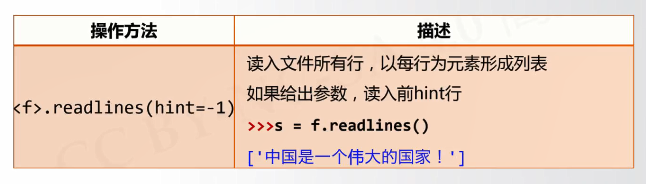 操作方法
描述
<f>.readlines(hint=-1)
读入文件所有行，以每行为元素形成列表
如果给出参数，读入前hint行
>>>s = f.readlines()
['中国是一个伟大的国家！']